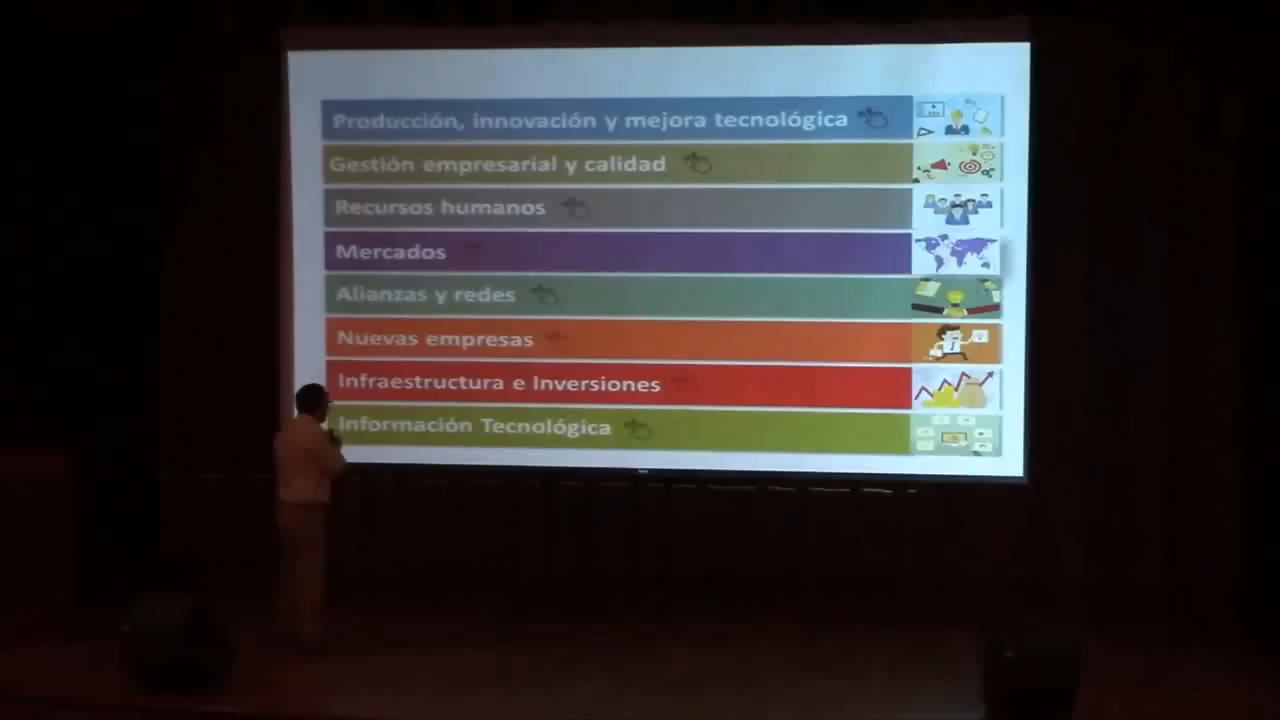 Producción, innovación y mejora tecnológica
Gestión empresarial y calidad
Recursos humanos
Mercados
Alianzas y redes
Nuevas empresas
Infraestructura e Inversiones
Información Tecnológica